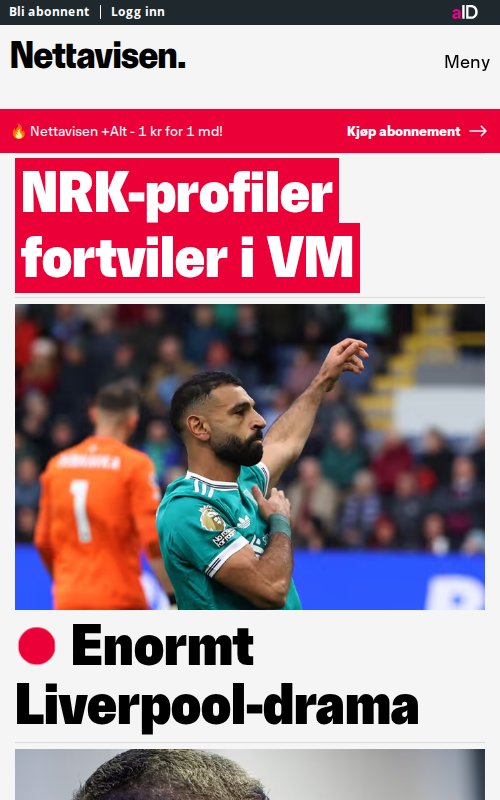 Bli abonnent | Logg inn
aID
Nettavisen.
Meny
🔥 Nettavisen +Alt - 1 kr for 1 md!
Kjøp abonnement →
NRK-profiler
fortviler i VM
1
Enormt
Liverpool-drama